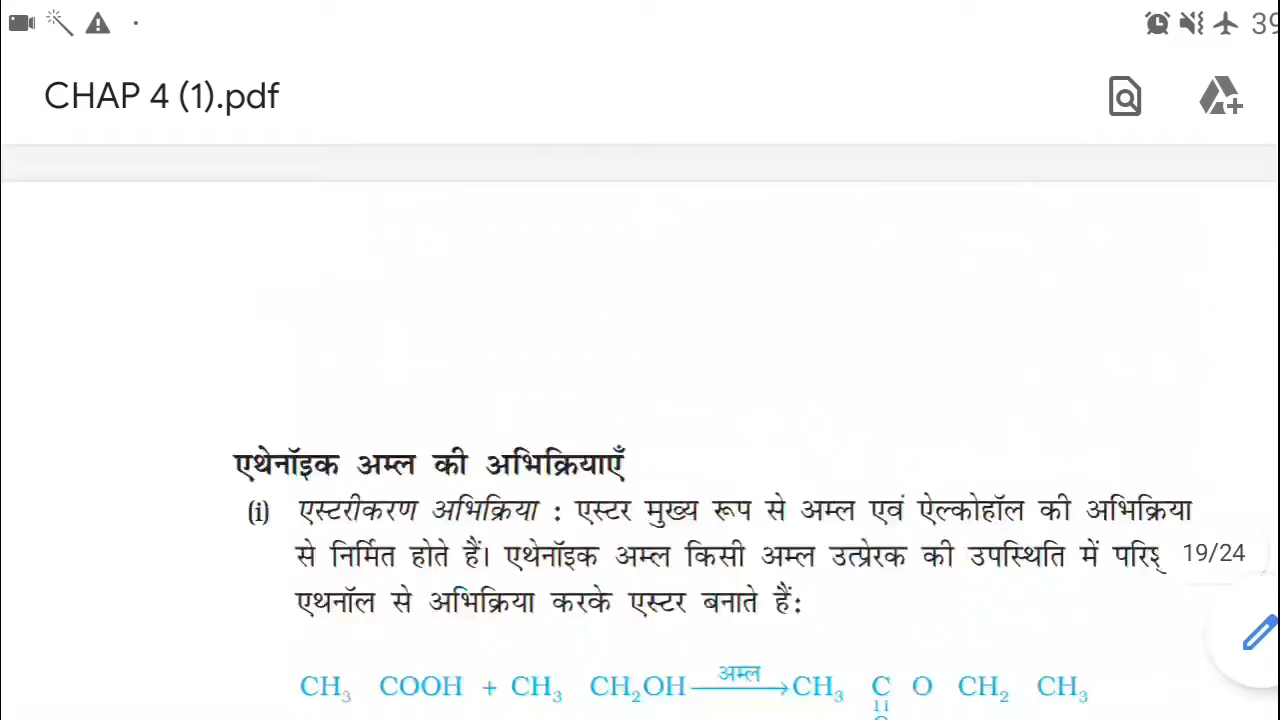 39
CHAP 4 (1).pdf
एथेनॉइक अम्ल की अभिक्रियाएँ
(i) एस्टरीकरण अभिक्रिया : एस्टर मुख्य रूप से अम्ल एवं ऐल्कोहॉल की अभिक्रिया
से निर्मित होते हैं। एथेनॉइक अम्ल किसी अम्ल उत्प्रेरक की उपस्थिति में
19/24
एथनॉल से अभिक्रिया करके एस्टर बनाते हैं:
अम्ल
CH₃ COOH + CH₃ CH₂OH ⟶ CH₃ C O CH₂ CH₃